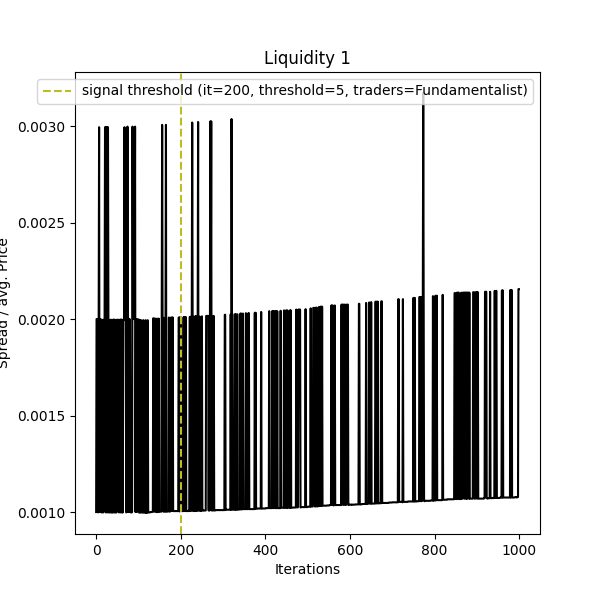 Liquidity 1
signal threshold (it=200, threshold=5, traders=Fundamentalist)
Spread / avg. Price
0.0030
0.0025
0.0020
0.0015
0.0010
0 200 400 600 800 1000
Iterations